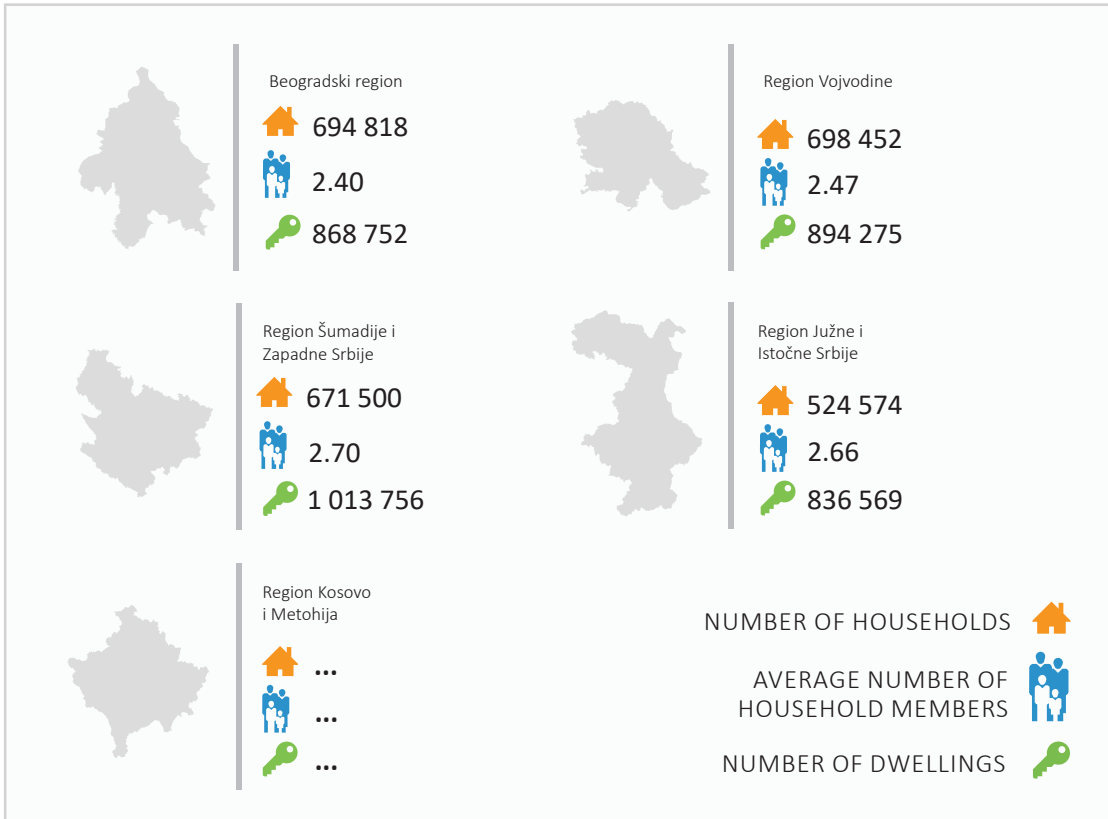 Beogradski region
694 818
2.40
868 752
Region Vojvodine
698 452
2.47
894 275
Region Šumadije i
Zapadne Srbije
671 500
2.70
1 013 756
Region Južne i
Istočne Srbije
524 574
2.66
836 569
Region Kosovo
i Metohija
...
...
...
NUMBER OF HOUSEHOLDS
AVERAGE NUMBER OF
HOUSEHOLD MEMBERS
NUMBER OF DWELLINGS